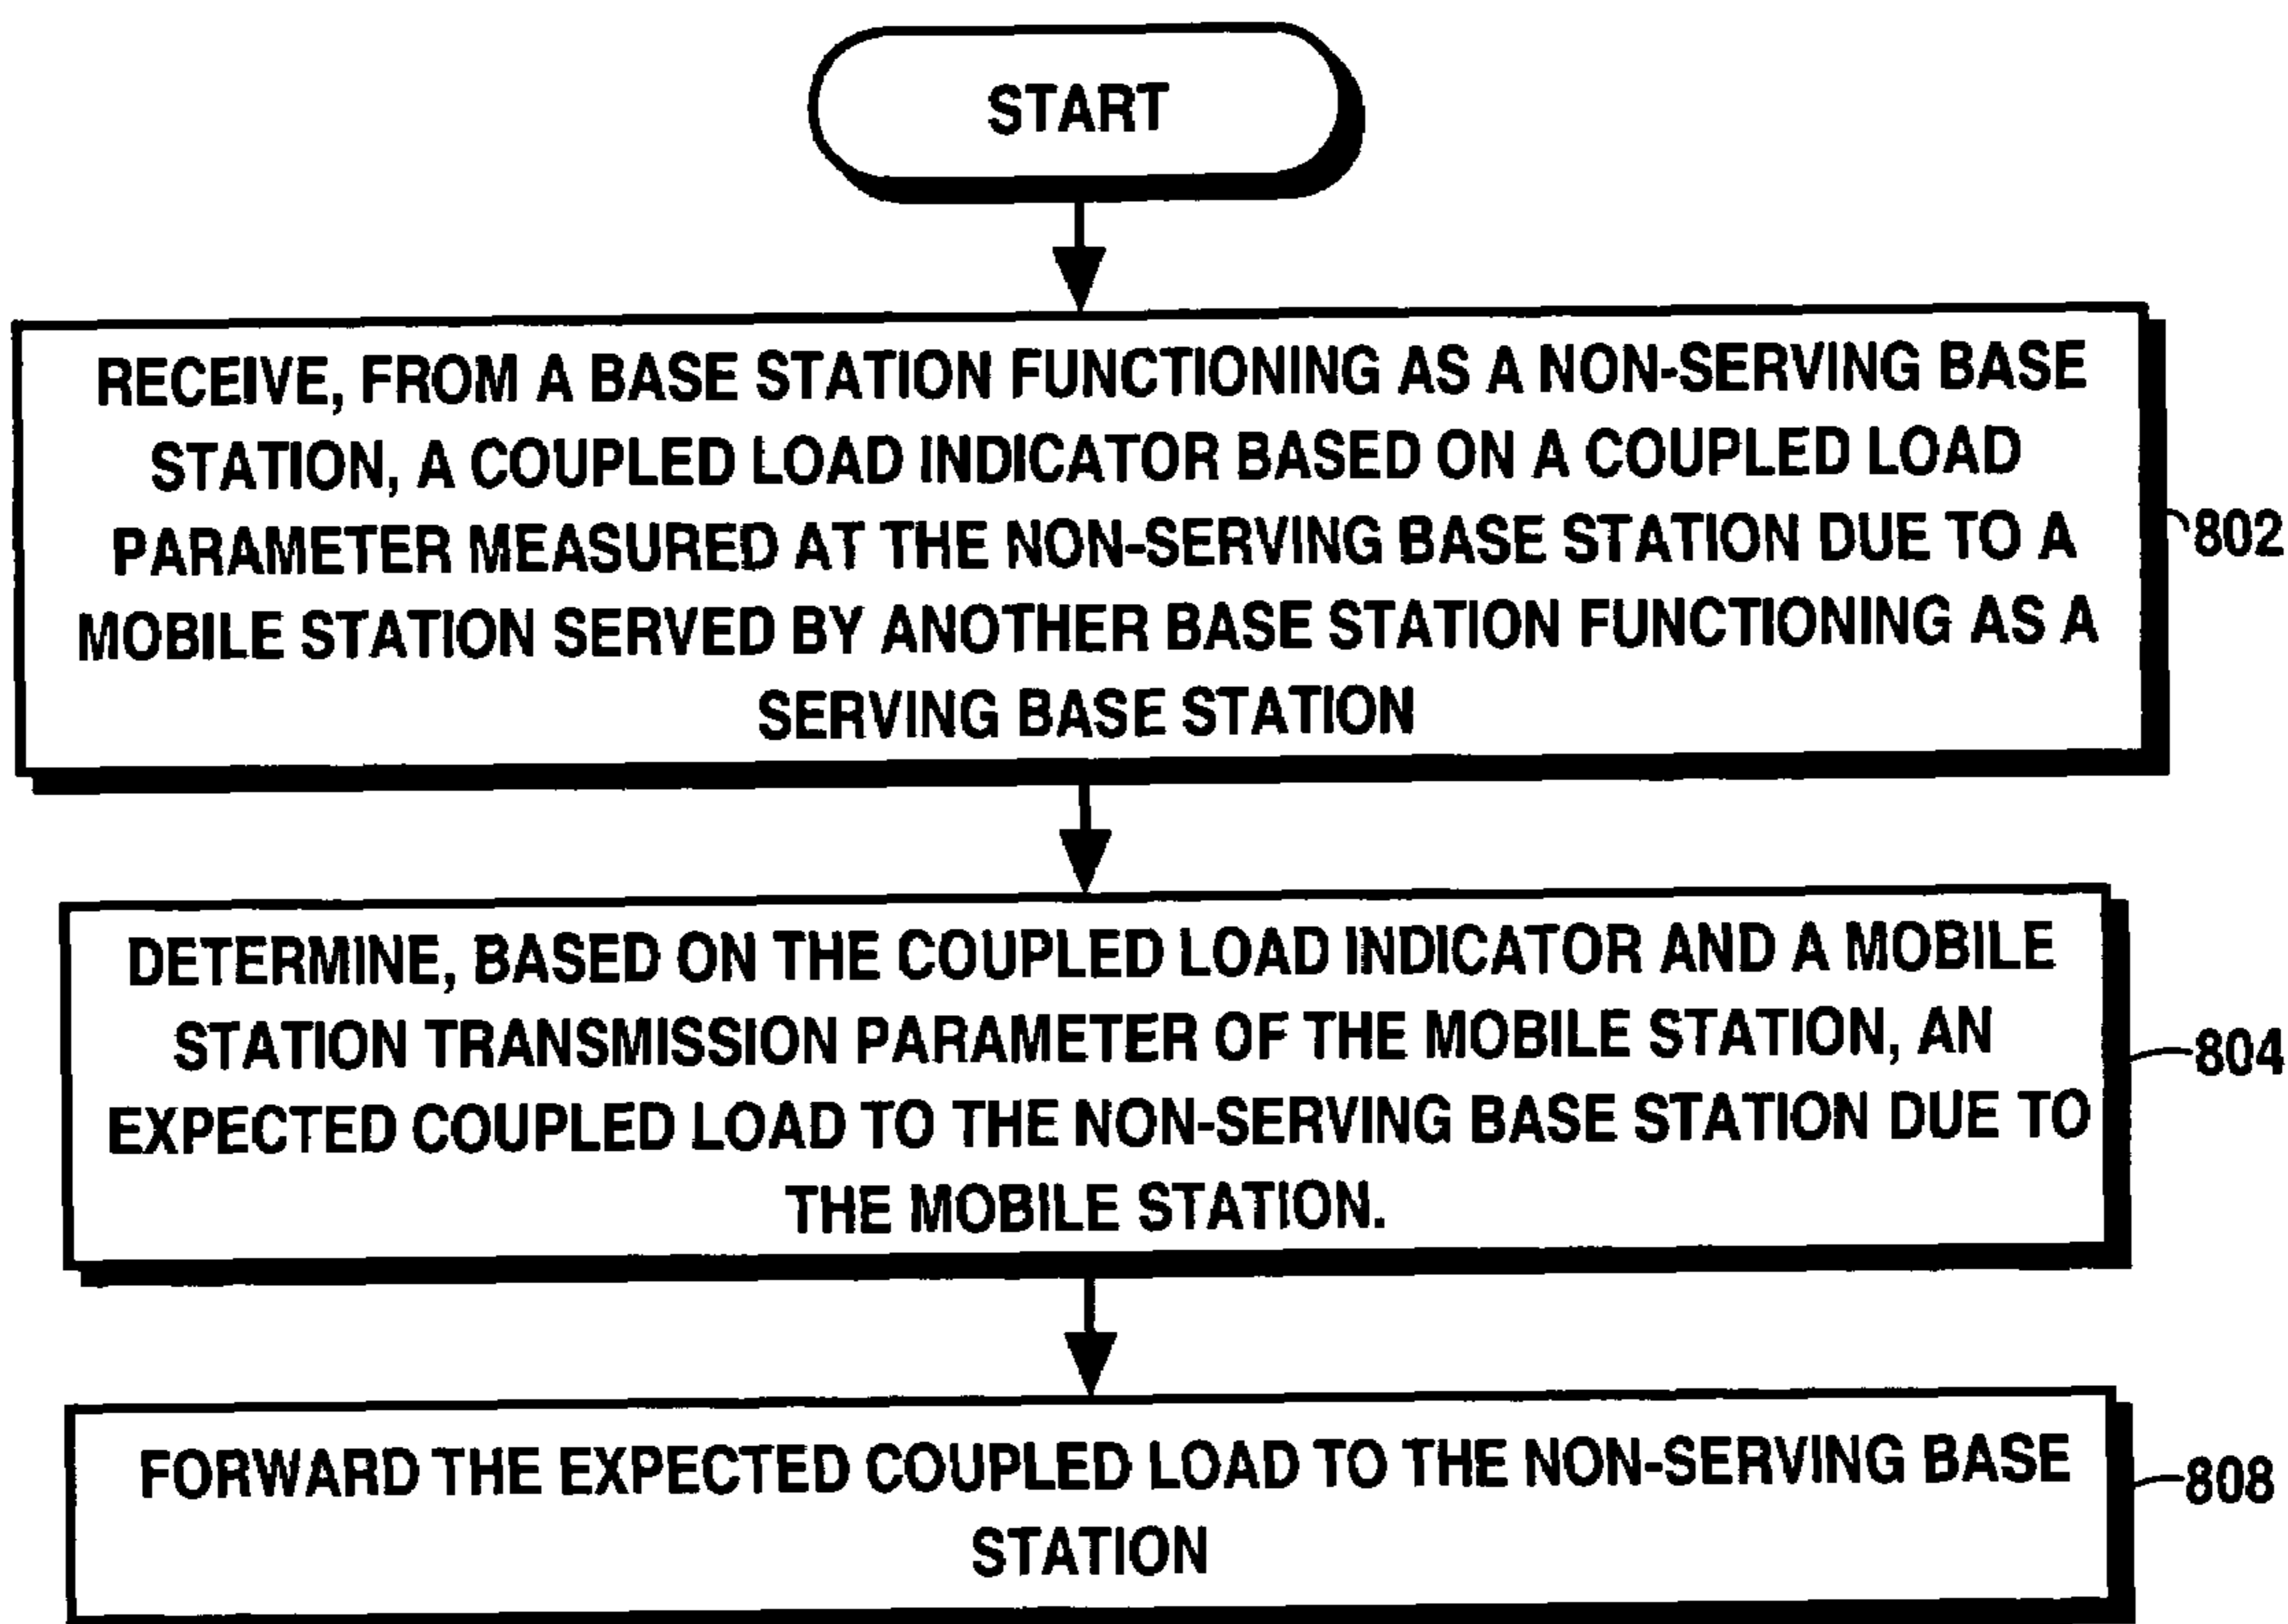 START
RECEIVE, FROM A BASE STATION FUNCTIONING AS A NON-SERVING BASE
STATION, A COUPLED LOAD INDICATOR BASED ON A COUPLED LOAD
PARAMETER MEASURED AT THE NON-SERVING BASE STATION DUE TO A
MOBILE STATION SERVED BY ANOTHER BASE STATION FUNCTIONING AS A
SERVING BASE STATION
802
DETERMINE, BASED ON THE COUPLED LOAD INDICATOR AND A MOBILE
STATION TRANSMISSION PARAMETER OF THE MOBILE STATION, AN
EXPECTED COUPLED LOAD TO THE NON-SERVING BASE STATION DUE TO
THE MOBILE STATION.
804
FORWARD THE EXPECTED COUPLED LOAD TO THE NON-SERVING BASE
STATION
808